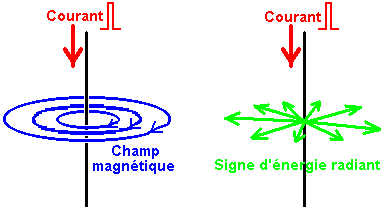 Courant
Champ
magnétique
Courant
Signe d'énergie radiant